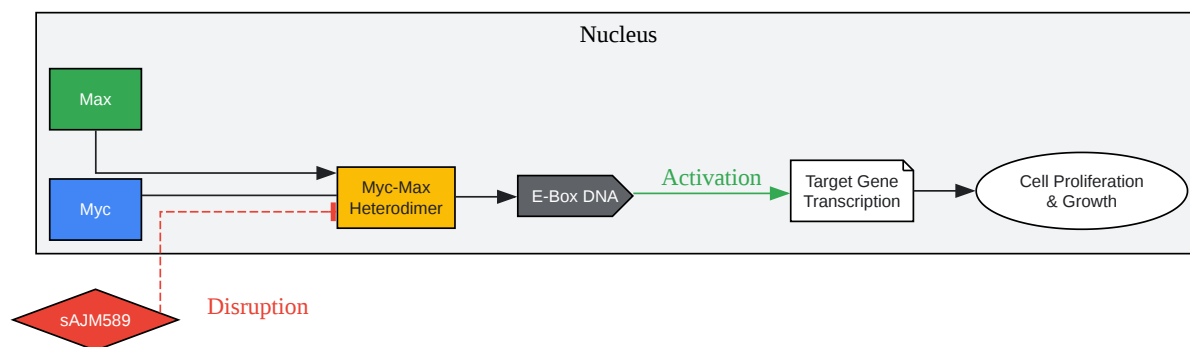 Nucleus
Max
Myc
Myc-Max
Heterodimer
E-Box DNA
Activation
Target Gene
Transcription
Cell Proliferation
& Growth
sAJM589
Disruption